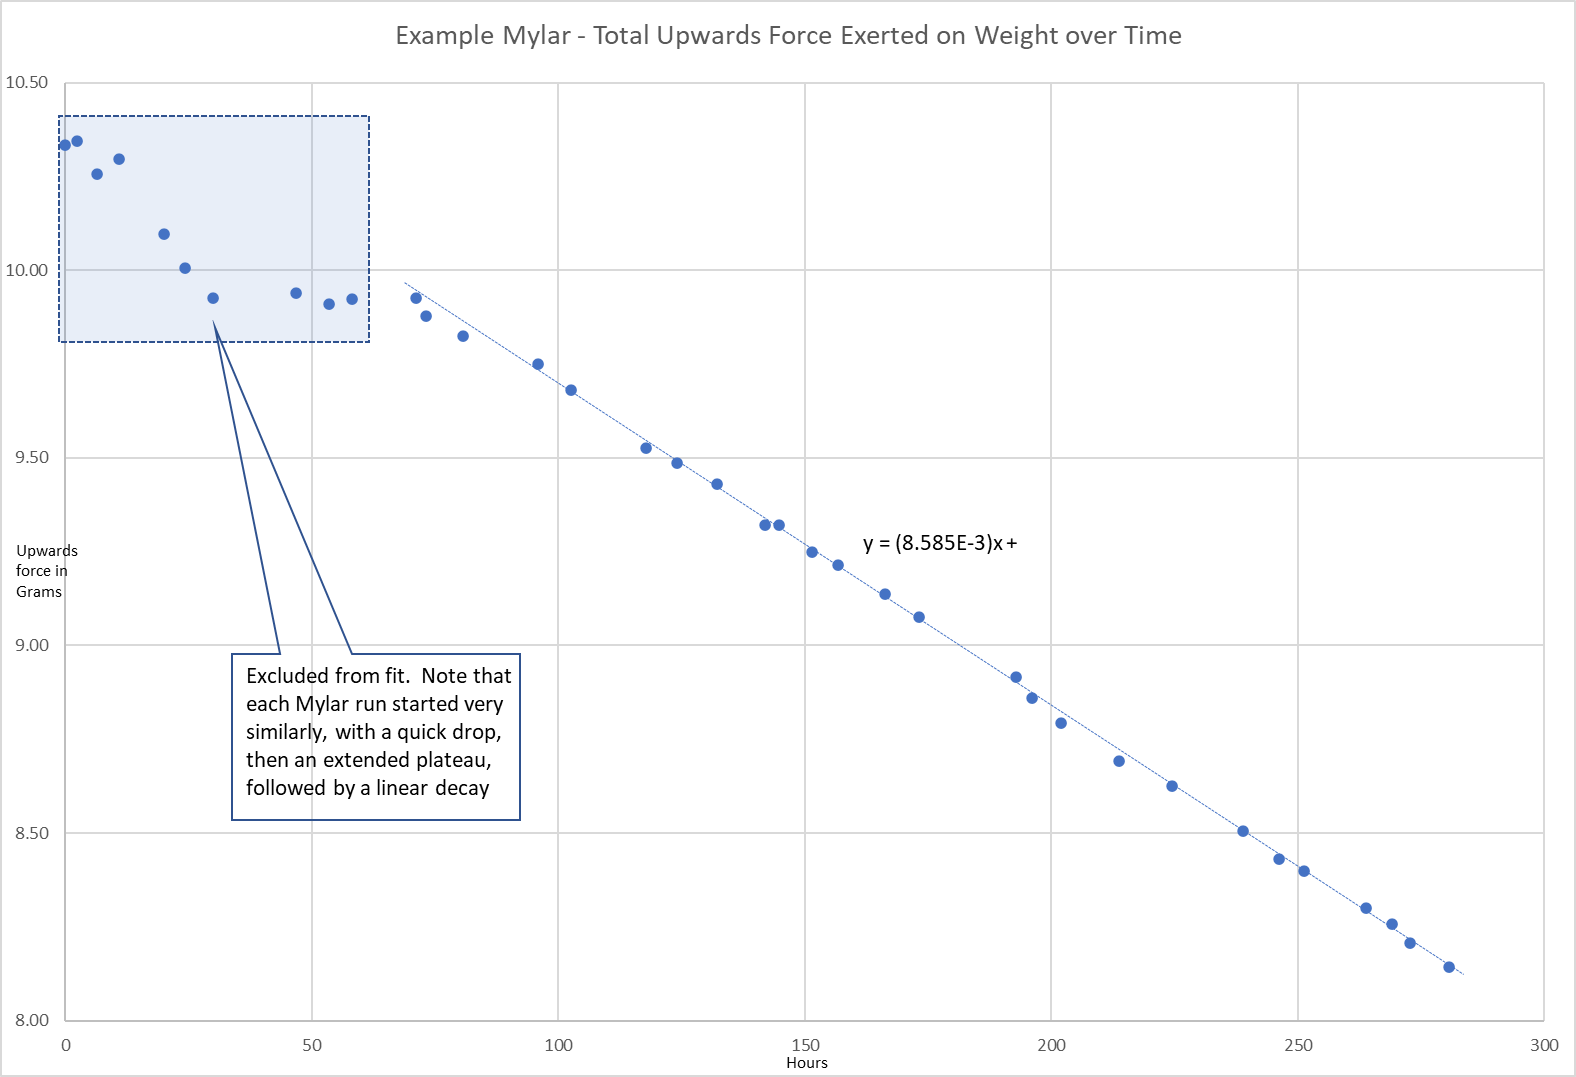 Example Mylar - Total Upwards Force Exerted on Weight over Time
10.50
10.00
9.50
9.00
8.50
8.00
Upwards
force in
Grams
y = (8.585E-3)x +
Excluded from fit. Note that
each Mylar run started very
similarly, with a quick drop,
then an extended plateau,
followed by a linear decay
0 50 100 150 200 250 300
Hours